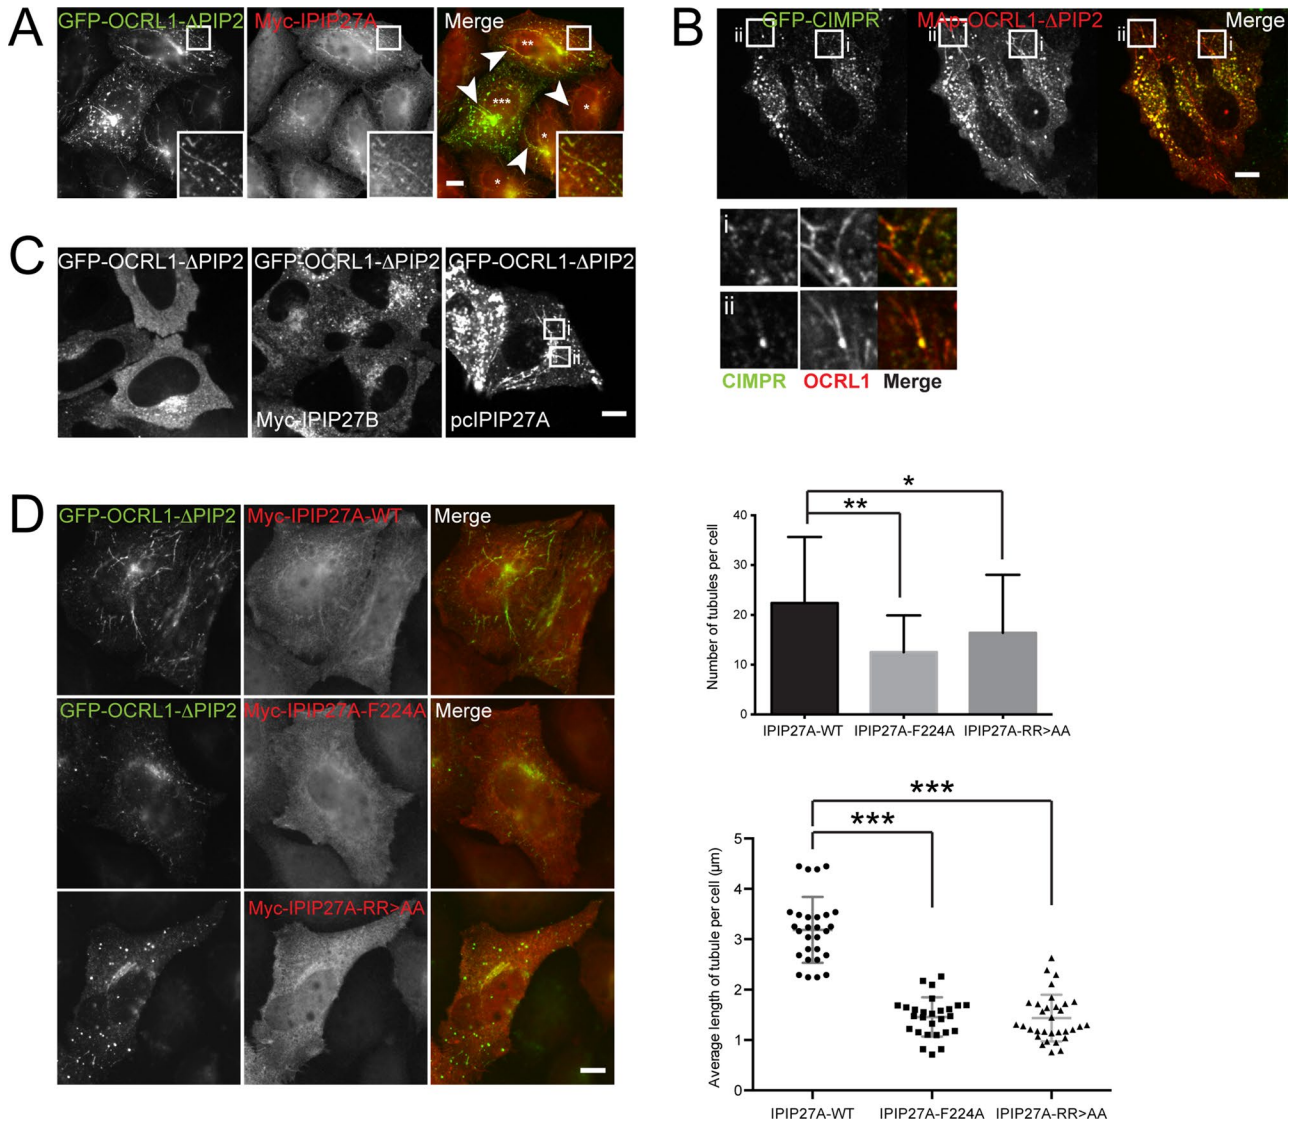 A
GFP-OCRL1-ΔPIP2
Myc-IPIP27A
Merge
**
***
*
*
*
B
GFP-CIMPR
MAp-OCRL1-ΔPIP2
Merge
ii
i
ii
i
ii
i
i
ii
CIMPR
OCRL1
Merge
C
GFP-OCRL1-ΔPIP2
GFP-OCRL1-ΔPIP2
GFP-OCRL1-ΔPIP2
i
ii
Myc-IPIP27B
pcIPIP27A
D
GFP-OCRL1-ΔPIP2
Myc-IPIP27A-WT
Merge
GFP-OCRL1-ΔPIP2
Myc-IPIP27A-F224A
Merge
Myc-IPIP27A-RR>AA
*
**
Number of tubules per cell
40
30
20
10
0
IPIP27A-WT
IPIP27A-F224A
IPIP27A-RR>AA
***
***
Average length of tubule per cell (µm)
5
4
3
2
1
0
IPIP27A-WT
IPIP27A-F224A
IPIP27A-RR>AA